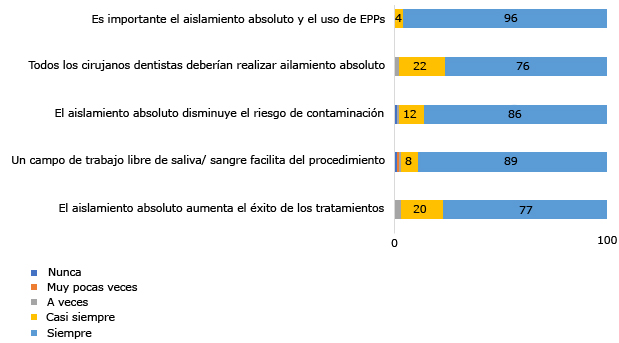 Es importante el aislamiento absoluto y el uso de EPPs 4 96
Todos los cirujanos dentistas deberían realizar ailamiento absoluto 22 76
El aislamiento absoluto disminuye el riesgo de contaminación 12 86
Un campo de trabajo libre de saliva/ sangre facilita del procedimiento 8 89
El aislamiento absoluto aumenta el éxito de los tratamientos 20 77
0 100
Nunca
Muy pocas veces
A veces
Casi siempre
Siempre